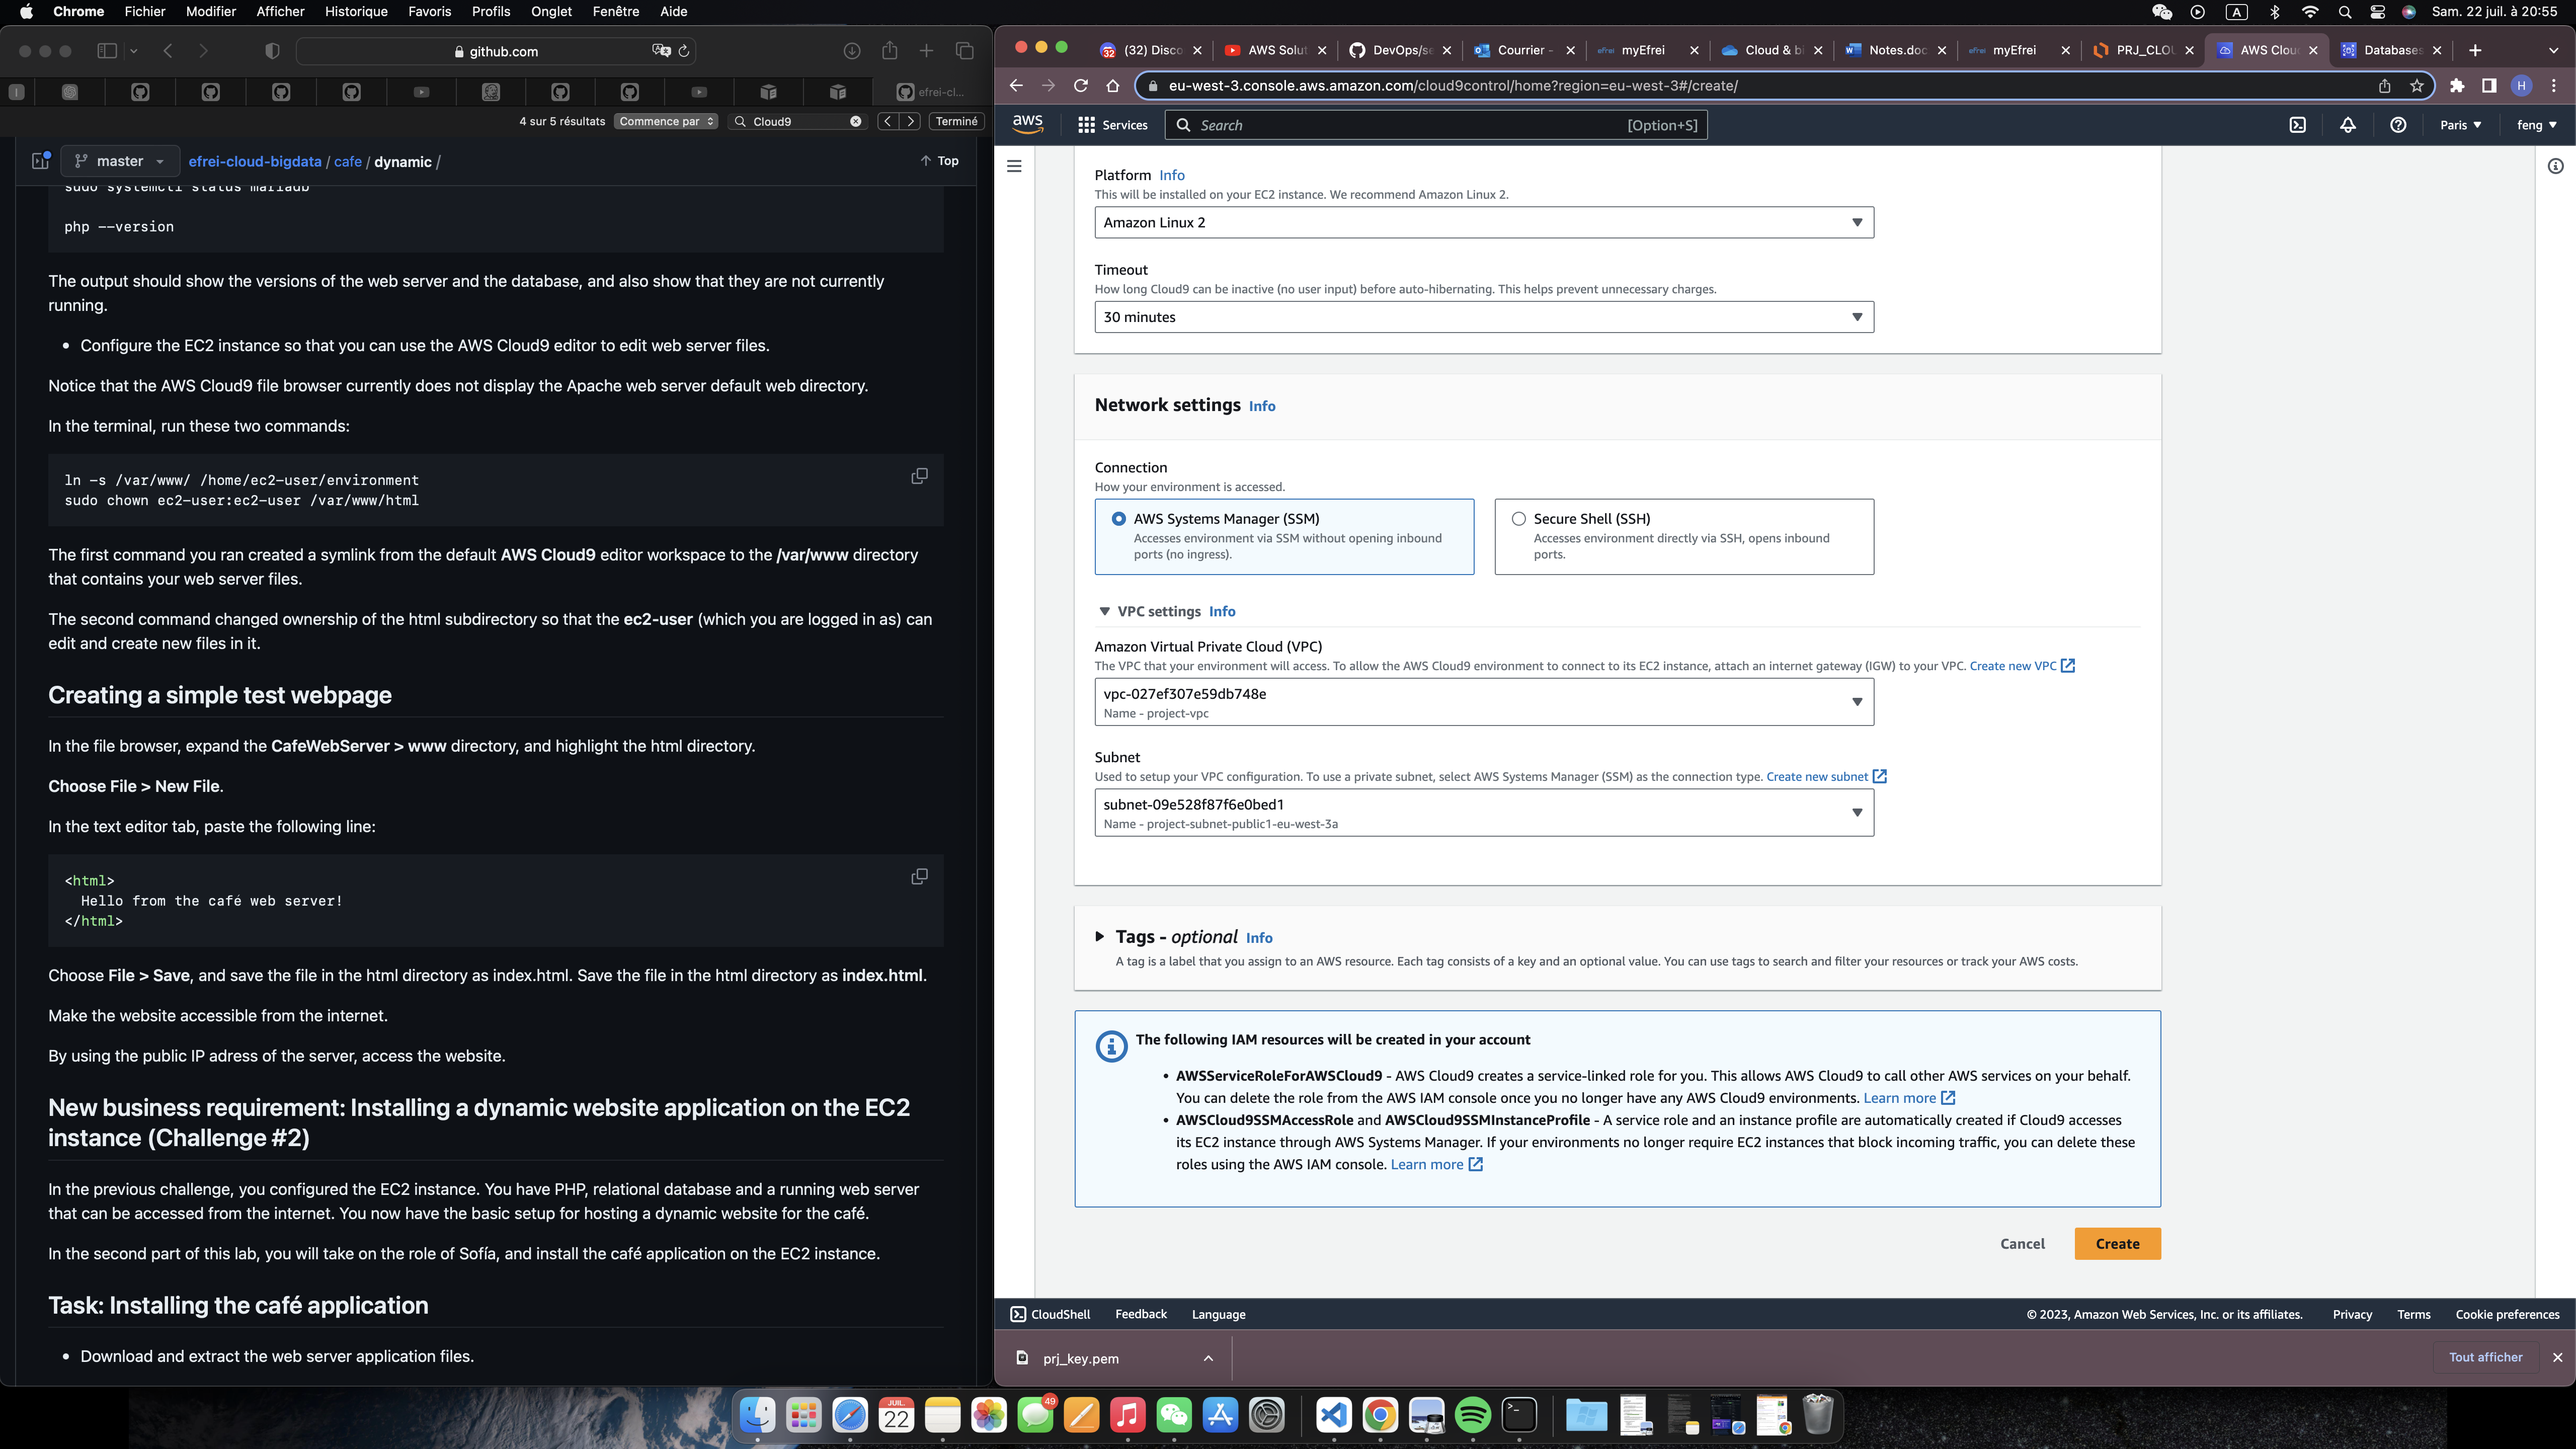 Chrome Fichier Modifier Afficher Historique Favoris Profils Onglet Fenêtre Aide
A Sam. 22 juil. à 20:55
github.com
efrei-cl...
4 sur 5 résultats Commence par Cloud9 Terminé
master efrei-cloud-bigdata / cafe / dynamic / Top
sudo systemctl status mariadb
php --version
The output should show the versions of the web server and the database, and also show that they are not currently
running.
• Configure the EC2 instance so that you can use the AWS Cloud9 editor to edit web server files.
Notice that the AWS Cloud9 file browser currently does not display the Apache web server default web directory.
In the terminal, run these two commands:
ln -s /var/www/ /home/ec2-user/environment
sudo chown ec2-user:ec2-user /var/www/html
The first command you ran created a symlink from the default AWS Cloud9 editor workspace to the /var/www directory
that contains your web server files.
The second command changed ownership of the html subdirectory so that the ec2-user (which you are logged in as) can
edit and create new files in it.
Creating a simple test webpage
In the file browser, expand the CafeWebServer > www directory, and highlight the html directory.
Choose File > New File.
In the text editor tab, paste the following line:
<html>
Hello from the café web server!
</html>
Choose File > Save, and save the file in the html directory as index.html. Save the file in the html directory as index.html.
Make the website accessible from the internet.
By using the public IP adress of the server, access the website.
New business requirement: Installing a dynamic website application on the EC2
instance (Challenge #2)
In the previous challenge, you configured the EC2 instance. You have PHP, relational database and a running web server
that can be accessed from the internet. You now have the basic setup for hosting a dynamic website for the café.
In the second part of this lab, you will take on the role of Sofía, and install the café application on the EC2 instance.
Task: Installing the café application
• Download and extract the web server application files.
(32) Disco AWS Solut DevOps/se Courrier - myEfrei Cloud & bi Notes.doc myEfrei PRJ_CLOU AWS Clou Databases
eu-west-3.console.aws.amazon.com/cloud9control/home?region=eu-west-3#/create/
H
aws Services Search [Option+S] Paris feng
Platform Info
This will be installed on your EC2 instance. We recommend Amazon Linux 2.
Amazon Linux 2
Timeout
How long Cloud9 can be inactive (no user input) before auto-hibernating. This helps prevent unnecessary charges.
30 minutes
Network settings Info
Connection
How your environment is accessed.
AWS Systems Manager (SSM)
Accesses environment via SSM without opening inbound
ports (no ingress).
Secure Shell (SSH)
Accesses environment directly via SSH, opens inbound
ports.
VPC settings Info
Amazon Virtual Private Cloud (VPC)
The VPC that your environment will access. To allow the AWS Cloud9 environment to connect to its EC2 instance, attach an internet gateway (IGW) to your VPC. Create new VPC
vpc-027ef307e59db748e
Name - project-vpc
Subnet
Used to setup your VPC configuration. To use a private subnet, select AWS Systems Manager (SSM) as the connection type. Create new subnet
subnet-09e528f87f6e0bed1
Name - project-subnet-public1-eu-west-3a
Tags - optional Info
A tag is a label that you assign to an AWS resource. Each tag consists of a key and an optional value. You can use tags to search and filter your resources or track your AWS costs.
The following IAM resources will be created in your account
• AWSServiceRoleForAWSCloud9 - AWS Cloud9 creates a service-linked role for you. This allows AWS Cloud9 to call other AWS services on your behalf.
You can delete the role from the AWS IAM console once you no longer have any AWS Cloud9 environments. Learn more
• AWSCloud9SSMAccessRole and AWSCloud9SSMInstanceProfile - A service role and an instance profile are automatically created if Cloud9 accesses
its EC2 instance through AWS Systems Manager. If your environments no longer require EC2 instances that block incoming traffic, you can delete these
roles using the AWS IAM console. Learn more
Cancel Create
CloudShell Feedback Language © 2023, Amazon Web Services, Inc. or its affiliates. Privacy Terms Cookie preferences
prj_key.pem Tout afficher
JUIL.
22
49